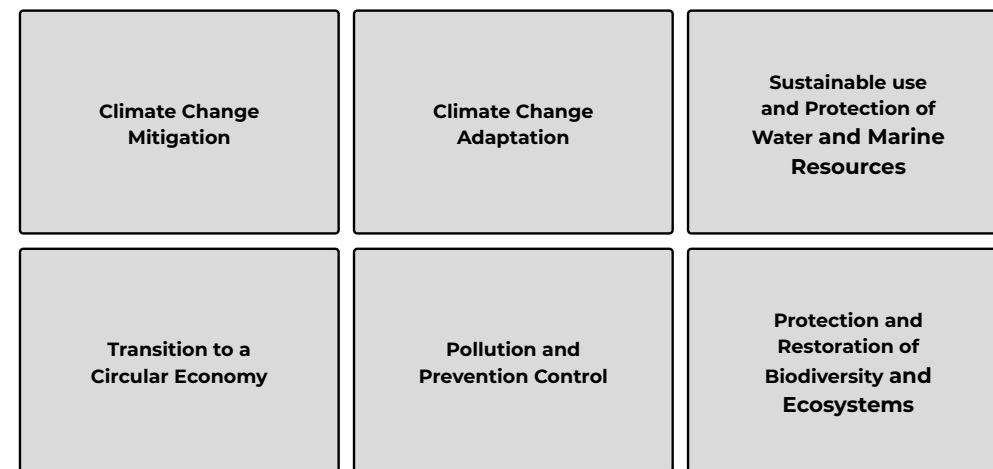 Climate Change
Mitigation
Climate Change
Adaptation
Sustainable use
and Protection of
Water and Marine
Resources
Transition to a
Circular Economy
Pollution and
Prevention Control
Protection and
Restoration of
Biodiversity and
Ecosystems